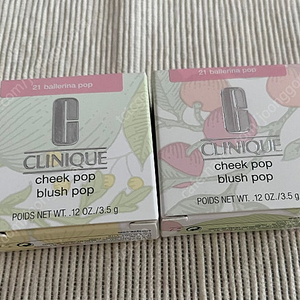 21 ballerina pop
CLINIQUE
cheek pop
blush pop
POIDS NET WT. .12 OZ./3.5 g
21 ballerina pop
CLINIQUE
cheek pop
blush pop
POIDS NET WT. .12 OZ./3.5 g